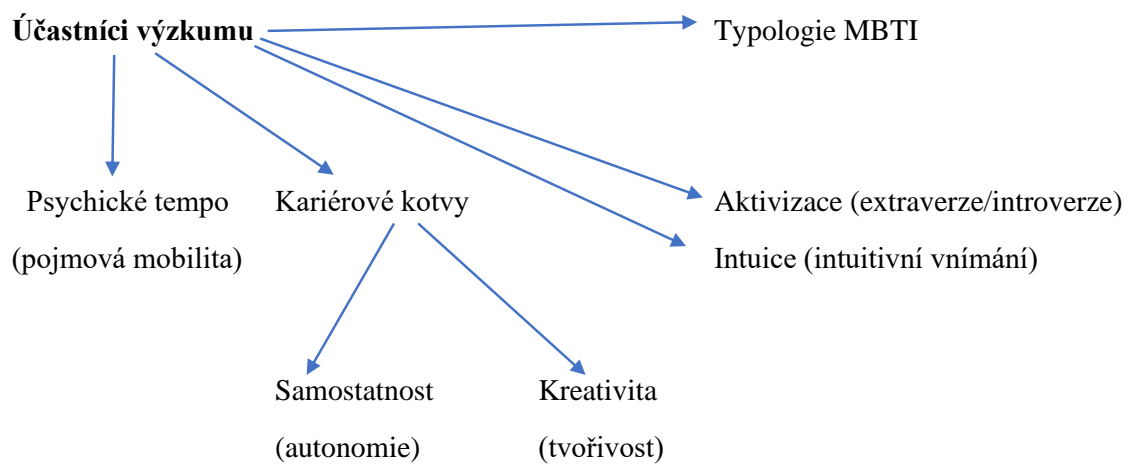 Účastníci výzkumu
Typologie MBTI
Psychické tempo
(pojmová mobilita)
Kariérové kotvy
Aktivizace (extraverze/introverze)
Intuice (intuitivní vnímání)
Samostatnost
(autonomie)
Kreativita
(tvořivost)